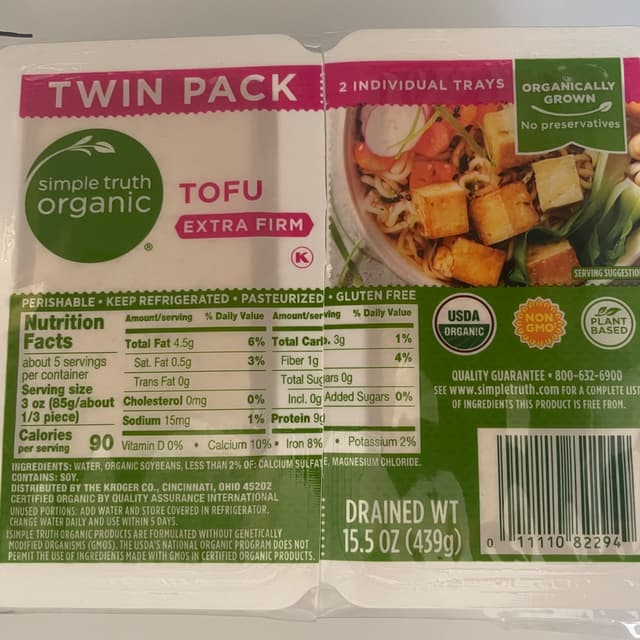 TWIN PACK
2 INDIVIDUAL TRAYS
ORGANICALLY
GROWN
No preservatives
simple truth
organic
®
TOFU
EXTRA FIRM
K
SERVING SUGGESTION
PERISHABLE • KEEP REFRIGERATED • PASTEURIZED • GLUTEN FREE
Nutrition
Facts
about 5 servings
per container
Serving size
3 oz (85g/about
1/3 piece)
Calories
per serving 90
Amount/serving % Daily Value
Total Fat 4.5g 6%
Sat. Fat 0.5g 3%
Trans Fat 0g
Cholesterol 0mg 0%
Sodium 15mg 1%
Amount/serving % Daily Value
Total Carb. 3g 1%
Fiber 1g 4%
Total Sugars 0g
Incl. 0g Added Sugars 0%
Protein 9g
Vitamin D 0% • Calcium 10% • Iron 8% • Potassium 2%
INGREDIENTS: WATER, ORGANIC SOYBEANS, LESS THAN 2% OF: CALCIUM SULFATE, MAGNESIUM CHLORIDE.
CONTAINS: SOY.
DISTRIBUTED BY THE KROGER CO., CINCINNATI, OHIO 45202
CERTIFIED ORGANIC BY QUALITY ASSURANCE INTERNATIONAL
UNUSED PORTIONS: ADD WATER AND STORE COVERED IN REFRIGERATOR.
CHANGE WATER DAILY AND USE WITHIN 5 DAYS.
SIMPLE TRUTH ORGANIC PRODUCTS ARE FORMULATED WITHOUT GENETICALLY
MODIFIED ORGANISMS (GMOS). THE USDA'S NATIONAL ORGANIC PROGRAM DOES NOT
PERMIT THE USE OF INGREDIENTS MADE WITH GMOS IN CERTIFIED ORGANIC PRODUCTS.
USDA
ORGANIC
NON
GMO
PLANT
BASED
QUALITY GUARANTEE • 800-632-6900
SEE www.simpletruth.com FOR A COMPLETE LIST
OF INGREDIENTS THIS PRODUCT IS FREE FROM.
DRAINED WT
15.5 OZ (439g)
0 11110 82294